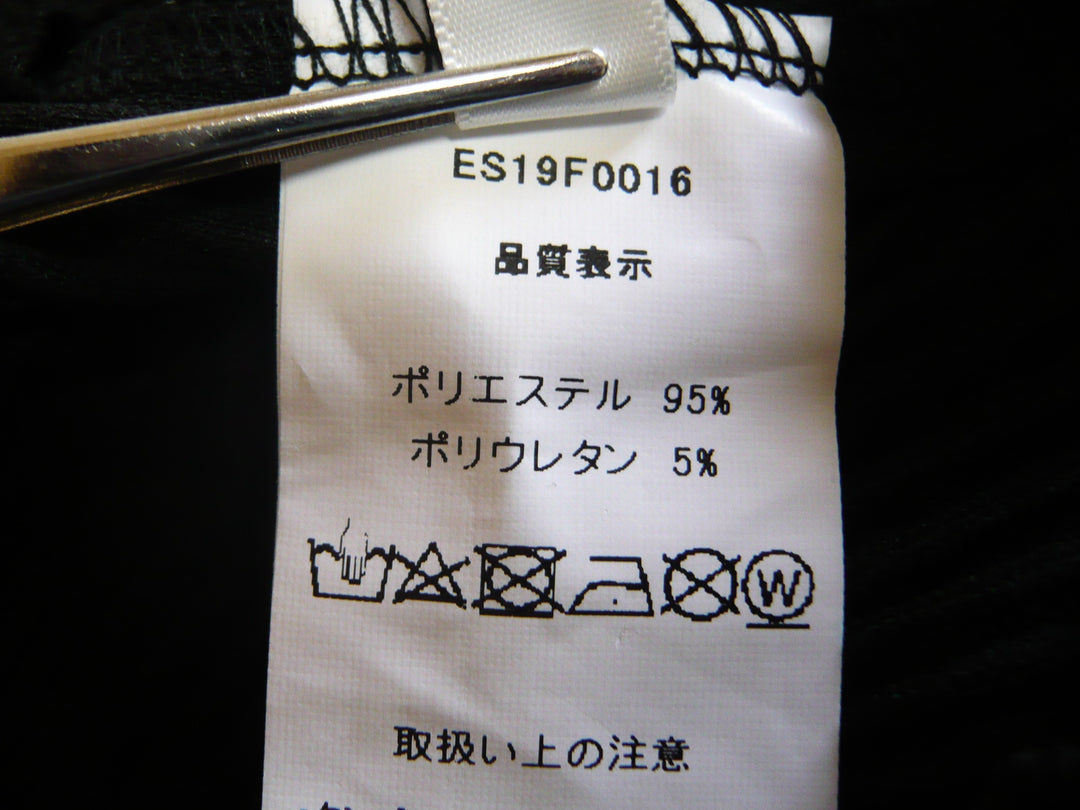 ES19F0016
品質表示
ポリエステル 95%
ポリウレタン 5%
W
取扱い上の注意